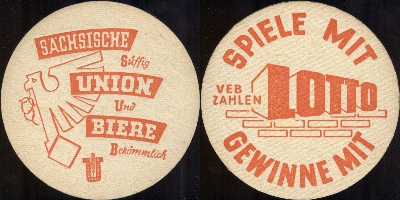 SÄCHSISCHE
Süffig
UNION
Und
BIERE
Bekömmlich
SPIELE MIT
VEB
ZAHLEN
LOTTO
GEWINNE MIT